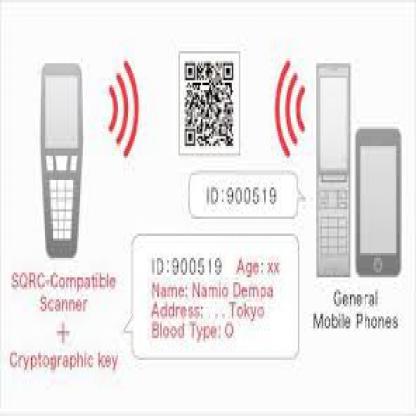 ID:900519
ID:900519 Age: xx
Name: Namio Dempa
Address: . . Tokyo
Blood Type: O
SQRC-Compatible
Scanner
+
Cryptographic key
General
Mobile Phones